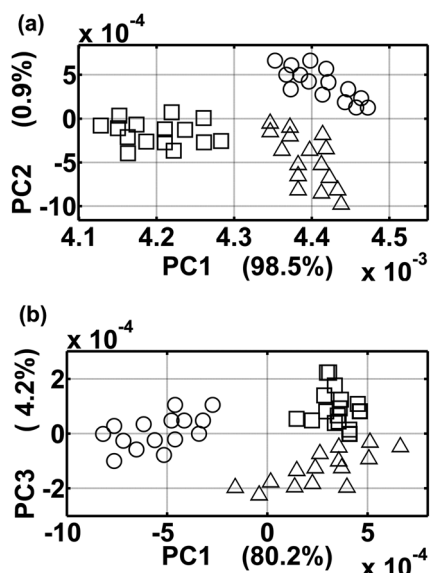 (a)
x 10-4
5
0
-5
-10
PC2 (0.9%)
4.1 4.2 4.3 4.4 4.5
PC1 (98.5%) x 10-3
(b)
x 10-4
2
0
-2
PC3 ( 4.2%)
-10 -5 0 5
PC1 (80.2%) x 10-4